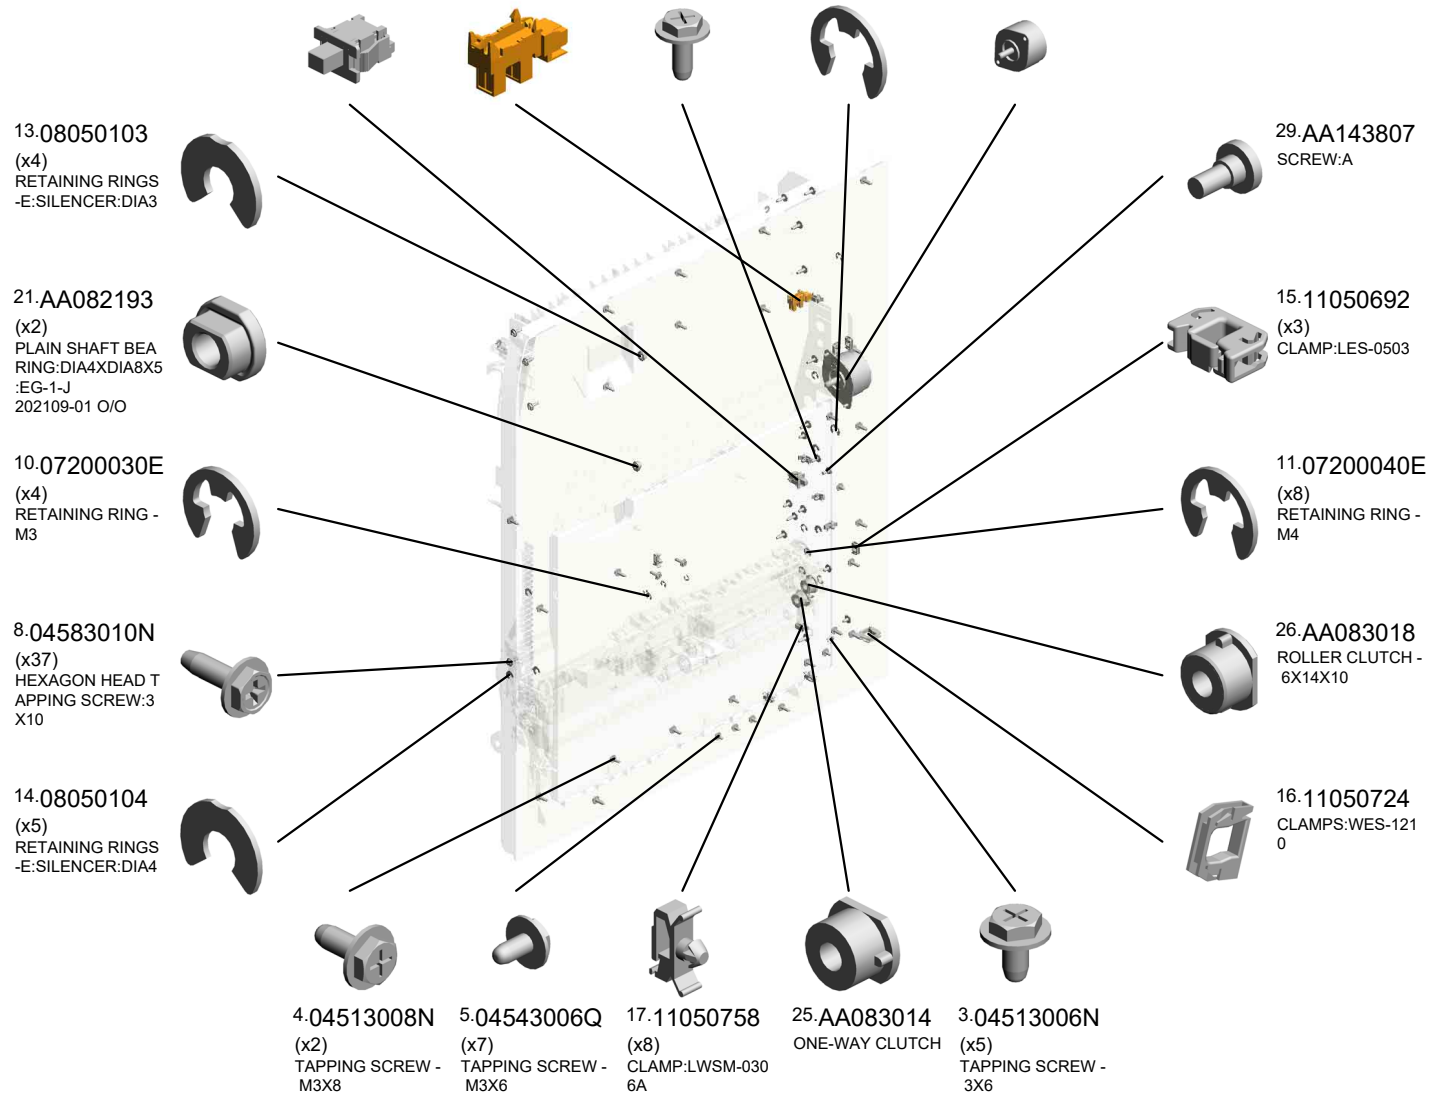 13.08050103
(x4)
RETAINING RINGS
-E:SILENCER:DIA3
21.AA082193
(x2)
PLAIN SHAFT BEA
RING:DIA4XDIA8X5
:EG-1-J
202109-01 O/O
10.07200030E
(x4)
RETAINING RING -
M3
8.04583010N
(x37)
HEXAGON HEAD T
APPING SCREW:3
X10
14.08050104
(x5)
RETAINING RINGS
-E:SILENCER:DIA4
29.AA143807
SCREW:A
15.11050692
(x3)
CLAMP:LES-0503
11.07200040E
(x8)
RETAINING RING -
M4
26.AA083018
ROLLER CLUTCH -
6X14X10
16.11050724
CLAMPS:WES-121
0
4.04513008N
(x2)
TAPPING SCREW -
M3X8
5.04543006Q
(x7)
TAPPING SCREW -
M3X6
17.11050758
(x8)
CLAMP:LWSM-030
6A
25.AA083014
ONE-WAY CLUTCH
3.04513006N
(x5)
TAPPING SCREW -
3X6